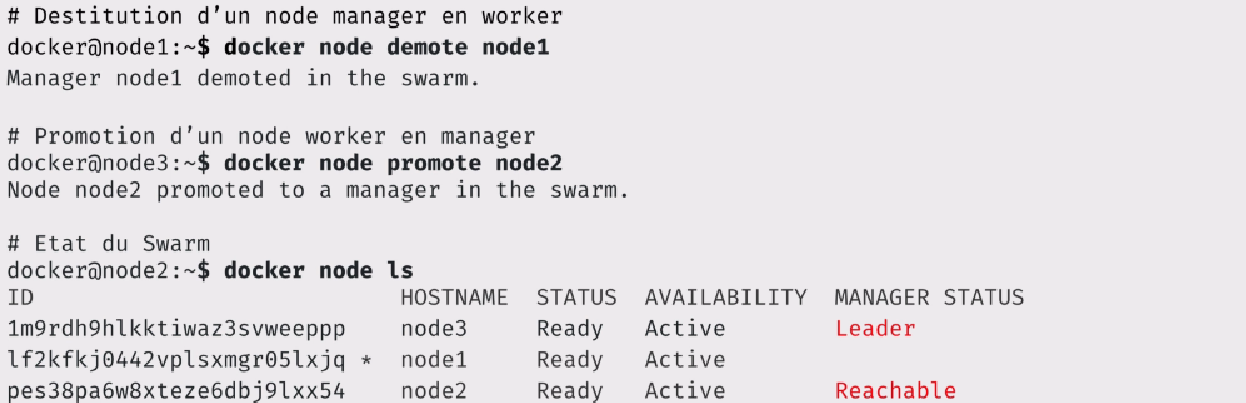 # Destitution d'un node manager en worker
docker@node1:~$ docker node demote node1
Manager node1 demoted in the swarm.
# Promotion d'un node worker en manager
docker@node3:~$ docker node promote node2
Node node2 promoted to a manager in the swarm.
# Etat du Swarm
docker@node2:~$ docker node ls
ID HOSTNAME STATUS AVAILABILITY MANAGER STATUS
1m9rdh9hlkktiwaz3svweeppp node3 Ready Active Leader
lf2kfkj0442vplsxmgr05lxjq * node1 Ready Active
pes38pa6w8xteze6dbj9lxx54 node2 Ready Active Reachable